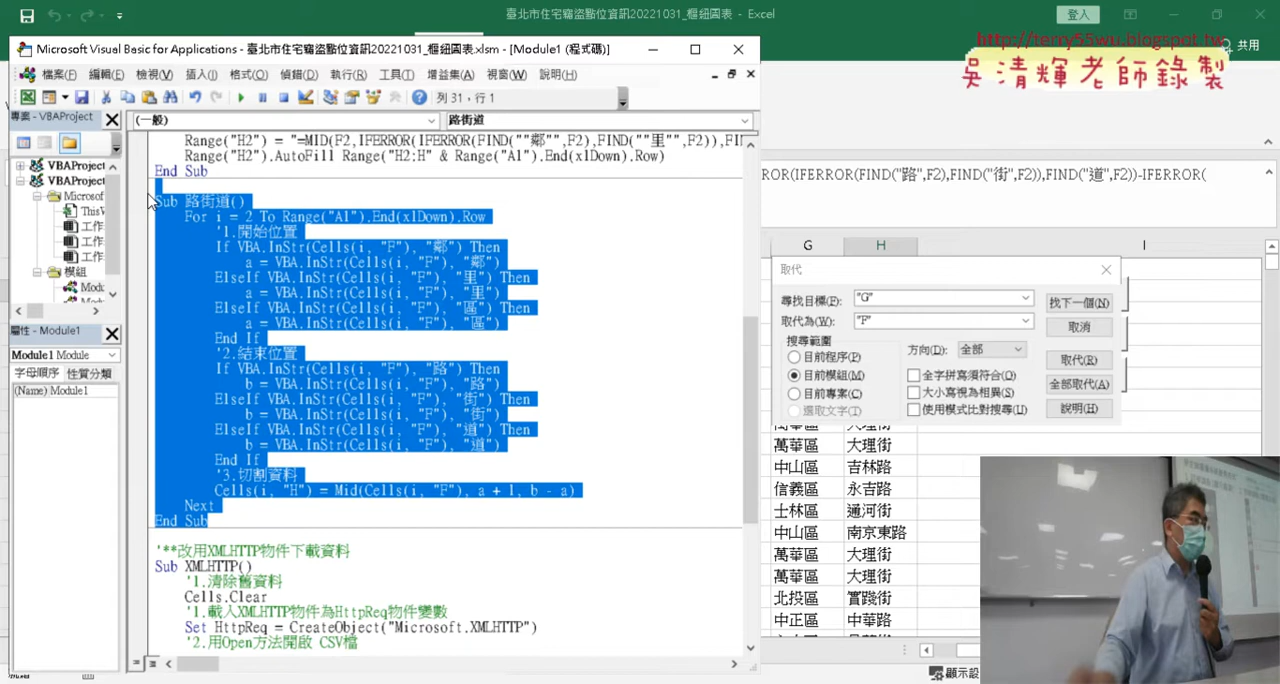 臺北市住宅竊盜點位資訊20221031_樞紐圖表 - Excel
登入
http://terry55wu.blogspot.tw
共用
吳清輝老師錄製
Microsoft Visual Basic for Applications - 臺北市住宅竊盜點位資訊20221031_樞紐圖表.xlsm - [Module1 (程式碼)]
檔案(F) 編輯(E) 檢視(V) 插入(I) 格式(O) 偵錯(D) 執行(R) 工具(T) 增益集(A) 視窗(W) 說明(H)
列 31，行 1
專案 - VBAProject
(一般)
路街道
VBAProject
VBAProject
Microsof
ThisV
工作
工作
工作
模組
Modu
屬性 - Module1
Module1 Module
字母順序 性質分類
(Name) Module1
Range("H2") = "=MID(F2,IFERROR(IFERROR(FIND(""鄰"",F2),FIND(""里"",F2)),FI
Range("H2").AutoFill Range("H2:H" & Range("A1").End(xlDown).Row)
End Sub
Sub 路街道()
For i = 2 To Range("A1").End(xlDown).Row
'1.開始位置
If VBA.InStr(Cells(i, "F"), "鄰") Then
a = VBA.InStr(Cells(i, "F"), "鄰")
ElseIf VBA.InStr(Cells(i, "F"), "里") Then
a = VBA.InStr(Cells(i, "F"), "里")
ElseIf VBA.InStr(Cells(i, "F"), "區") Then
a = VBA.InStr(Cells(i, "F"), "區")
End If
'2.結束位置
If VBA.InStr(Cells(i, "F"), "路") Then
b = VBA.InStr(Cells(i, "F"), "路")
ElseIf VBA.InStr(Cells(i, "F"), "街") Then
b = VBA.InStr(Cells(i, "F"), "街")
ElseIf VBA.InStr(Cells(i, "F"), "道") Then
b = VBA.InStr(Cells(i, "F"), "道")
End If
'3.切割資料
Cells(i, "H") = Mid(Cells(i, "F"), a + 1, b - a)
Next
End Sub
'**改用XMLHTTP物件下載資料
Sub XMLHTTP()
'1.清除舊資料
Cells.Clear
'1.載入XMLHTTP物件為HttpReq物件變數
Set HttpReq = CreateObject("Microsoft.XMLHTTP")
'2.用Open方法開啟 CSV檔
ROR(IFERROR(FIND("路",F2),FIND("街",F2)),FIND("道",F2))-IFERROR(
G H I
取代
尋找目標(F): "G" 找下一個(N)
取代為(W): "F" 取消
搜尋範圍
目前程序(P)
目前模組(M)
目前專案(C)
選取文字(T)
方向(D): 全部
全字拼寫須符合(O)
大小寫視為相異(S)
使用模式比對搜尋(U)
取代(R)
全部取代(A)
說明(H)
萬華區 大理街
萬華區 大理街
中山區 吉林路
信義區 永吉路
士林區 通河街
中山區 南京東路
萬華區 大理街
萬華區 大理街
北投區 實踐街
中正區 中華路
顯示設